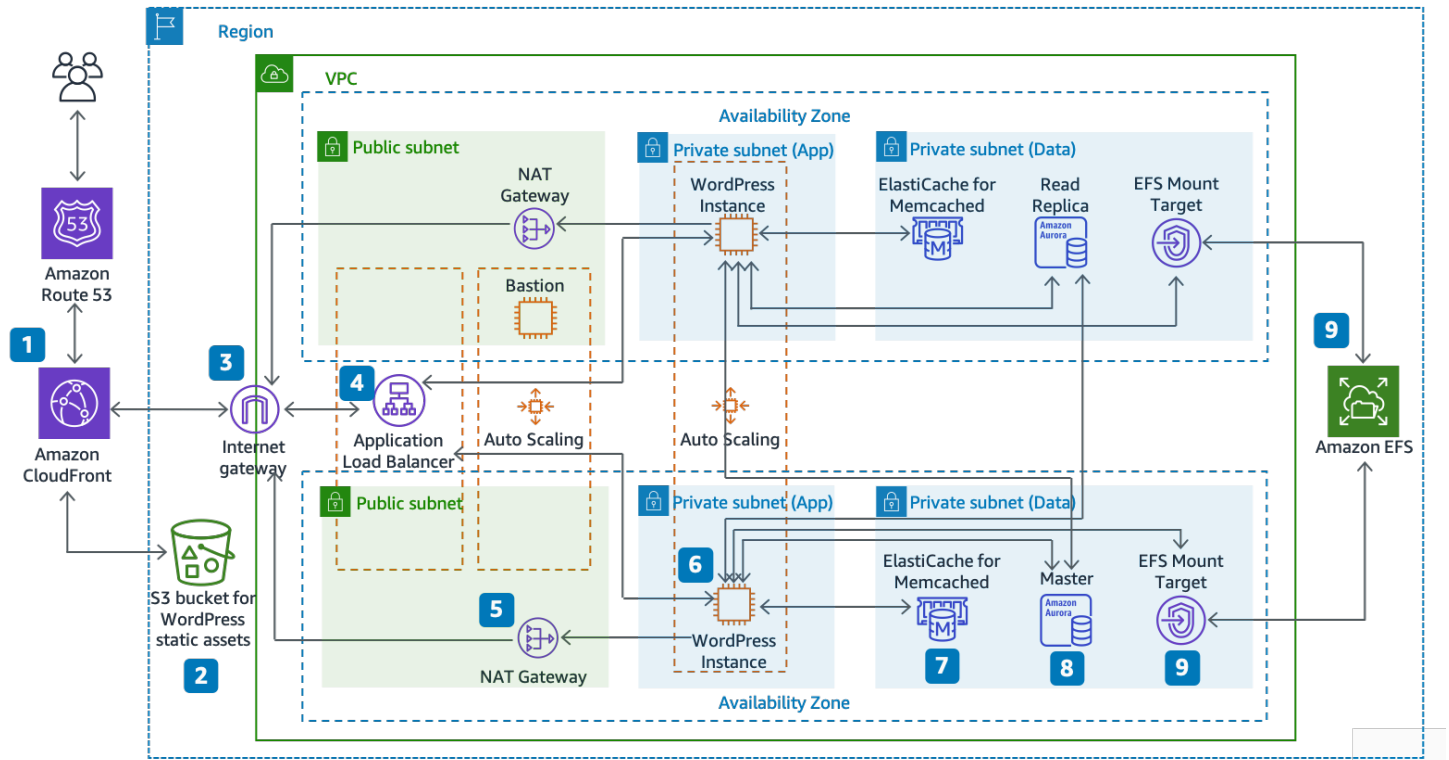 Region
VPC
Availability Zone
Public subnet
Private subnet (App)
Private subnet (Data)
NAT
Gateway
WordPress
Instance
ElastiCache for
Memcached
M
Read
Replica
Amazon
Aurora
EFS Mount
Target
53
Amazon
Route 53
Bastion
1
3
4
9
Amazon
CloudFront
Internet
gateway
Application
Load Balancer
Auto Scaling
Auto Scaling
Amazon EFS
Public subnet
Private subnet (App)
Private subnet (Data)
S3 bucket for
WordPress
static assets
2
5
NAT Gateway
6
WordPress
Instance
ElastiCache for
Memcached
M
7
Master
Amazon
Aurora
8
EFS Mount
Target
9
Availability Zone